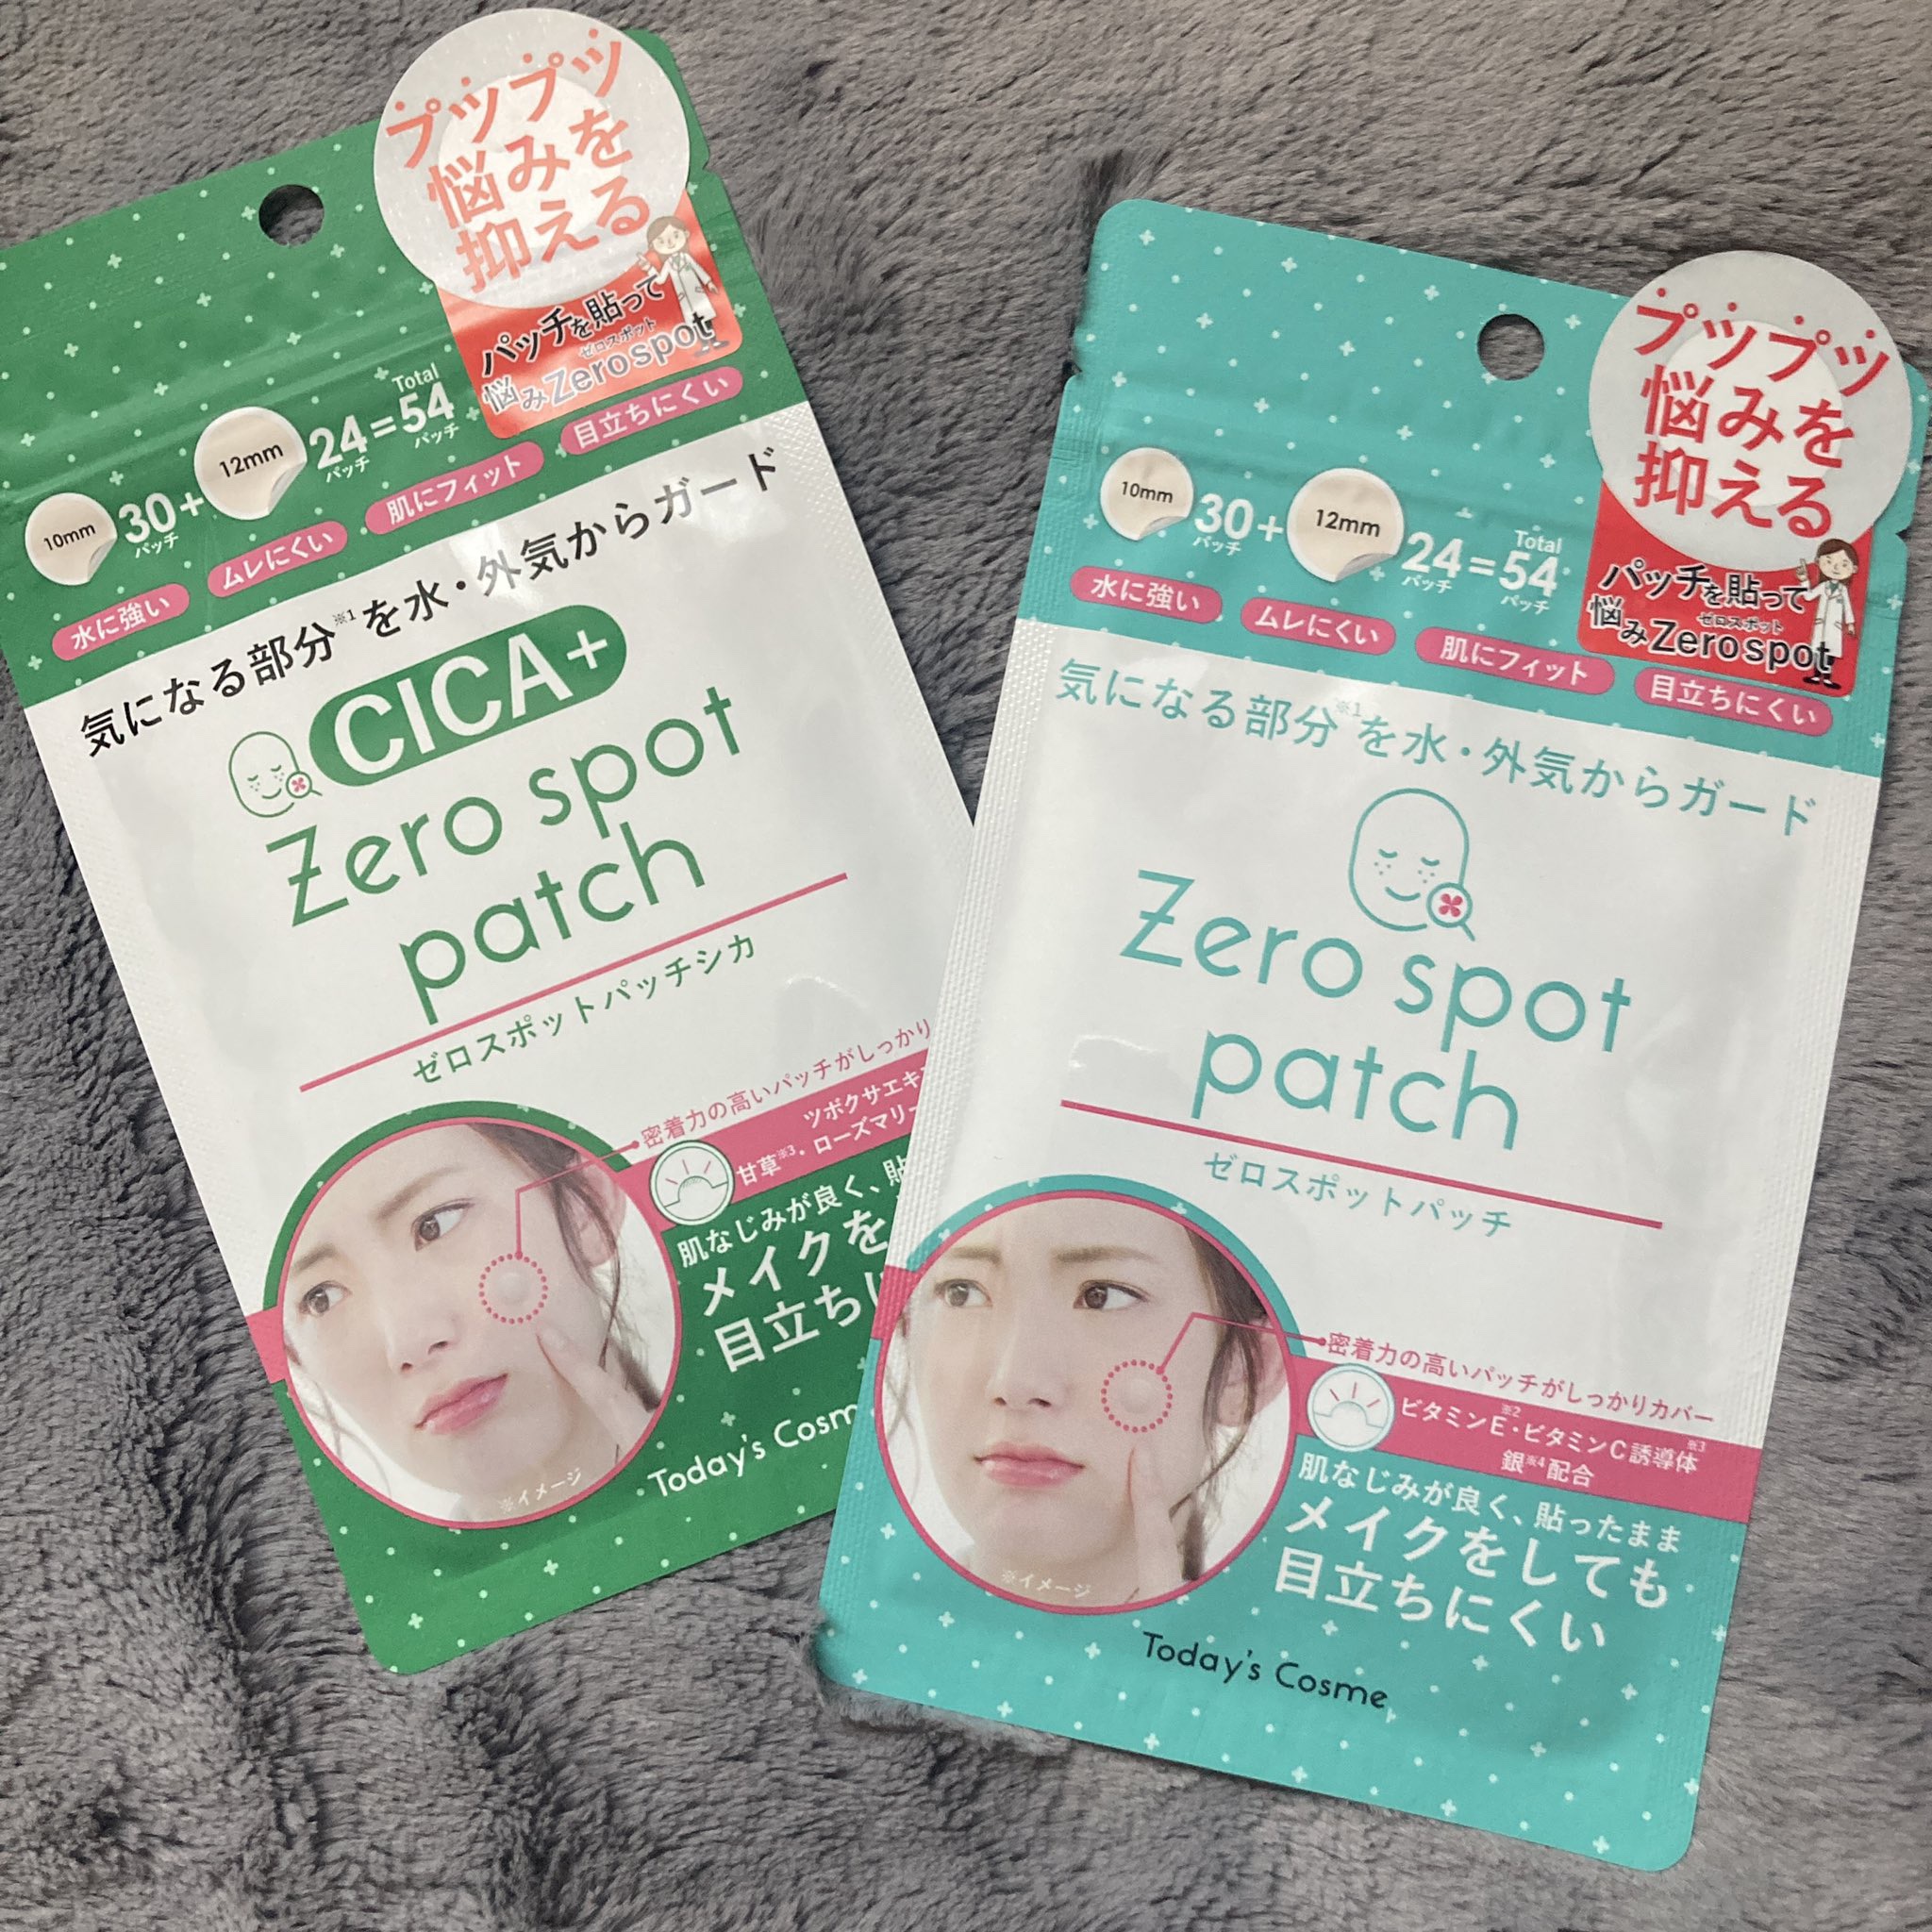 プツプツ
悩みを
抑える
パッチを貼って
ゼロスポット
悩みZerospot
10mm 30パッチ + 12mm 24パッチ = Total 54パッチ
水に強い ムレにくい 肌にフィット 目立ちにくい
気になる部分※1を水・外気からガード
CICA+
Zero spot
patch
ゼロスポットパッチシカ
密着力の高いパッチがしっかり
ツボクサエキ
甘草※3・ローズマリー
肌なじみが良く、貼
メイクを
目立ち
※イメージ
Today's Cosm
プツプツ
悩みを
抑える
パッチを貼って
ゼロスポット
悩みZerospot
10mm 30パッチ + 12mm 24パッチ = Total 54パッチ
水に強い ムレにくい 肌にフィット 目立ちにくい
気になる部分※1を水・外気からガード
Zero spot
patch
ゼロスポットパッチ
密着力の高いパッチがしっかりカバー
ビタミンE※2・ビタミンC誘導体※3
銀※4配合
肌なじみが良く、貼ったまま
メイクをしても
目立ちにくい
※イメージ
Today's Cosme